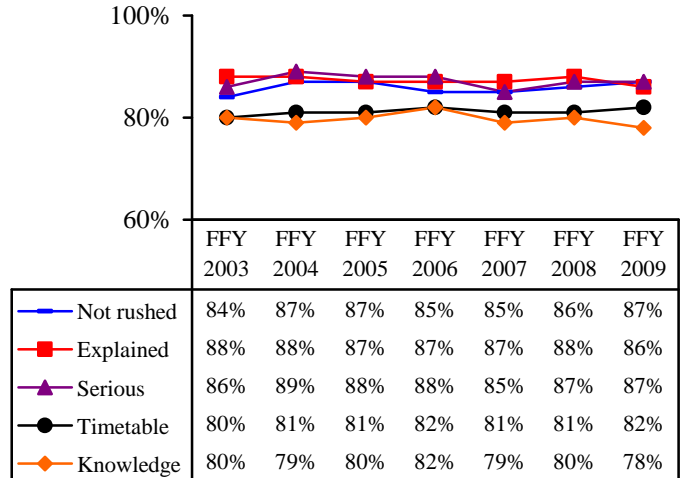 100%
80%
60%
FFY FFY FFY FFY FFY FFY FFY
2003 2004 2005 2006 2007 2008 2009
Not rushed 84% 87% 87% 85% 85% 86% 87%
Explained 88% 88% 87% 87% 87% 88% 86%
Serious 86% 89% 88% 88% 85% 87% 87%
Timetable 80% 81% 81% 82% 81% 81% 82%
Knowledge 80% 79% 80% 82% 79% 80% 78%